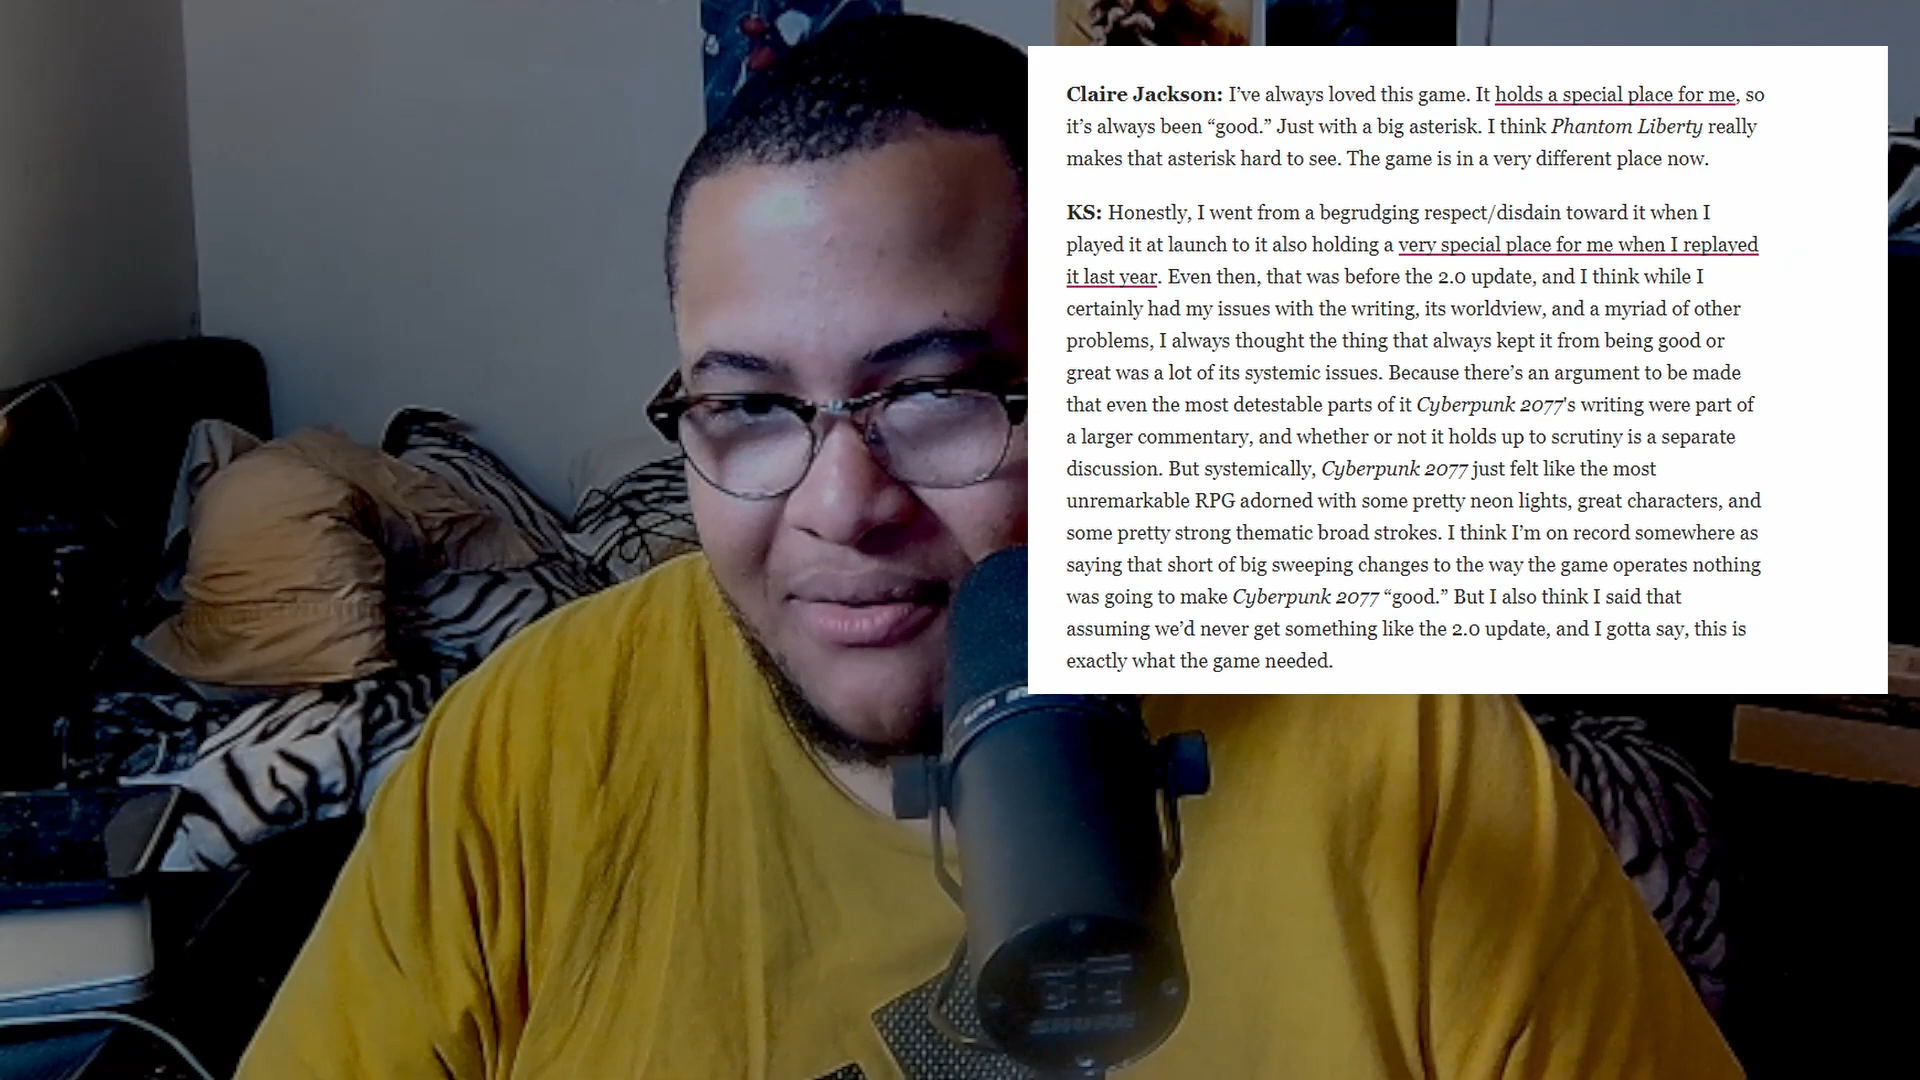 Claire Jackson: I’ve always loved this game. It holds a special place for me, so
it’s always been “good.” Just with a big asterisk. I think Phantom Liberty really
makes that asterisk hard to see. The game is in a very different place now.
KS: Honestly, I went from a begrudging respect/disdain toward it when I
played it at launch to it also holding a very special place for me when I replayed
it last year. Even then, that was before the 2.0 update, and I think while I
certainly had my issues with the writing, its worldview, and a myriad of other
problems, I always thought the thing that always kept it from being good or
great was a lot of its systemic issues. Because there’s an argument to be made
that even the most detestable parts of it Cyberpunk 2077's writing were part of
a larger commentary, and whether or not it holds up to scrutiny is a separate
discussion. But systemically, Cyberpunk 2077 just felt like the most
unremarkable RPG adorned with some pretty neon lights, great characters, and
some pretty strong thematic broad strokes. I think I’m on record somewhere as
saying that short of big sweeping changes to the way the game operates nothing
was going to make Cyberpunk 2077 “good.” But I also think I said that
assuming we’d never get something like the 2.0 update, and I gotta say, this is
exactly what the game needed.